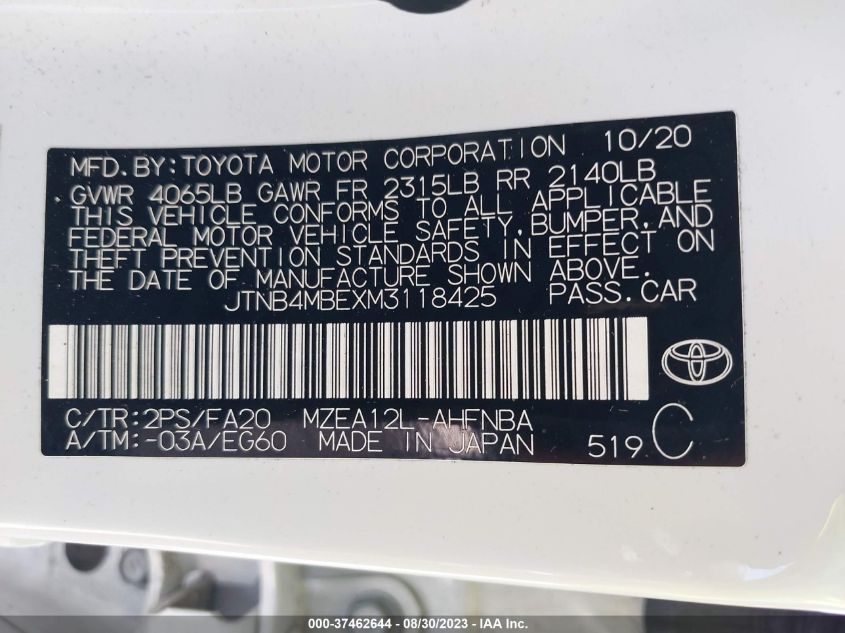 MFD. BY: TOYOTA MOTOR CORPORATION 10/20
GVWR 4065LB GAWR FR 2315LB RR 2140LB
THIS VEHICLE CONFORMS TO ALL APPLICABLE
FEDERAL MOTOR VEHICLE SAFETY, BUMPER, AND
THEFT PREVENTION STANDARDS IN EFFECT ON
THE DATE OF MANUFACTURE SHOWN ABOVE.
JTNB4MBEXM3118425 PASS. CAR
C/TR: 2PS/FA20 MZEA12L-AHFNBA
A/TM: -03A/EG60 MADE IN JAPAN 519 C
000-37462644 - 08/30/2023 - IAA Inc.